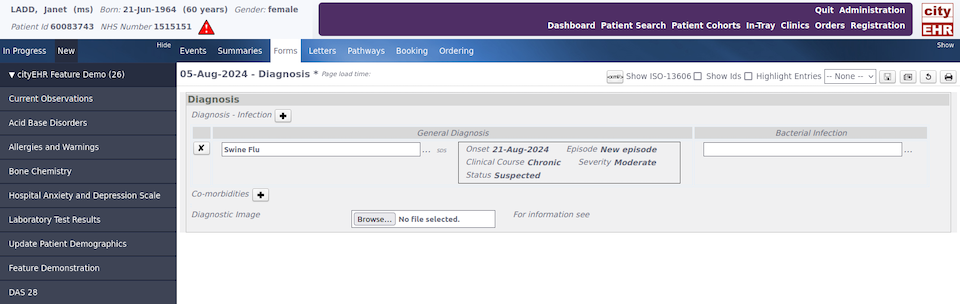 LADD, Janet (ms) Born: 21-Jun-1964 (60 years) Gender: female
Patient Id 60083743 NHS Number 1515151
Quit Administration
Dashboard Patient Search Patient Cohorts In-Tray Clinics Orders Registration
city
EHR
In Progress New Hide Events Summaries Forms Letters Pathways Booking Ordering Show
▼ cityEHR Feature Demo (26)
Current Observations
Acid Base Disorders
Allergies and Warnings
Bone Chemistry
Hospital Anxiety and Depression Scale
Laboratory Test Results
Update Patient Demographics
Feature Demonstration
DAS 28
05-Aug-2024 - Diagnosis * Page load time:
Show ISO-13606 Show Ids Highlight Entries -- None --
Diagnosis
Diagnosis - Infection
General Diagnosis Bacterial Infection
✘ Swine Flu ... sos ...
Onset 21-Aug-2024 Episode New episode
Clinical Course Chronic Severity Moderate
Status Suspected
Co-morbidities
Diagnostic Image Browse... No file selected. For information see